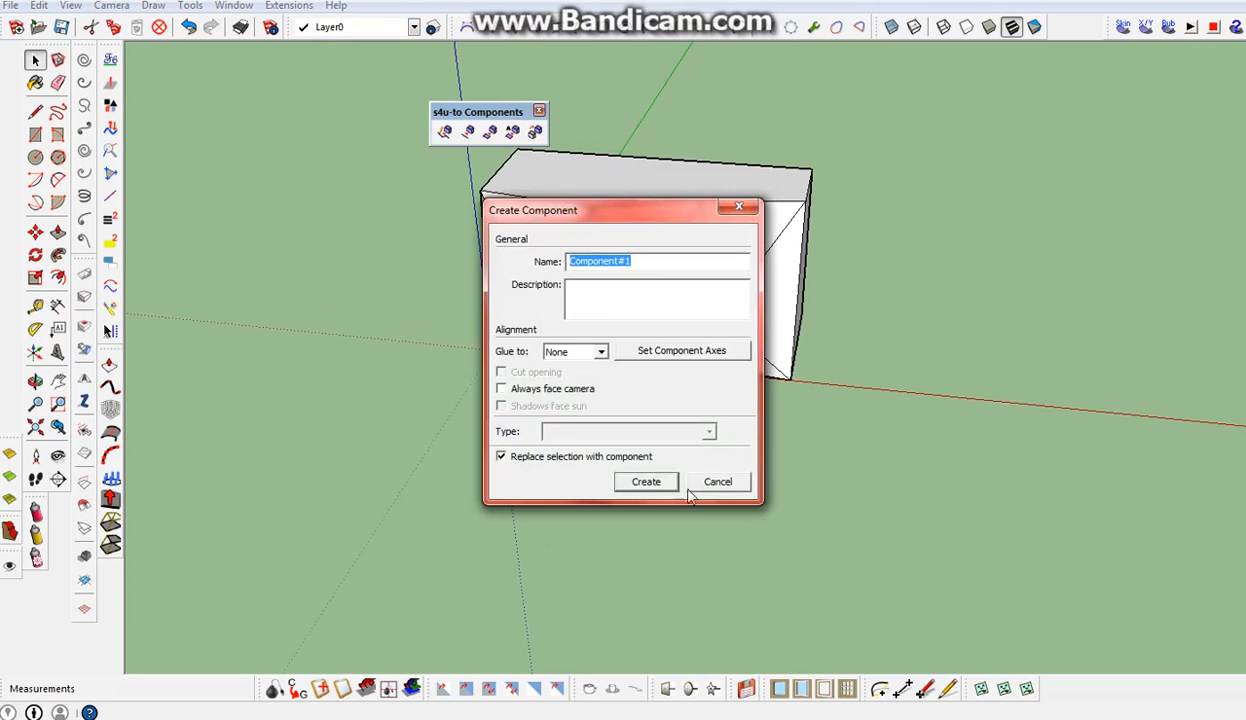 www.Bandicam.com
File Edit View Camera Draw Tools Window Extensions Help
Layer0
Skin X/Y Bub
s4u-to Components
Create Component
General
Name: Component#1
Description:
Alignment
Glue to: None Set Component Axes
Cut opening
Always face camera
Shadows face sun
Type:
Replace selection with component
Create Cancel
Measurements